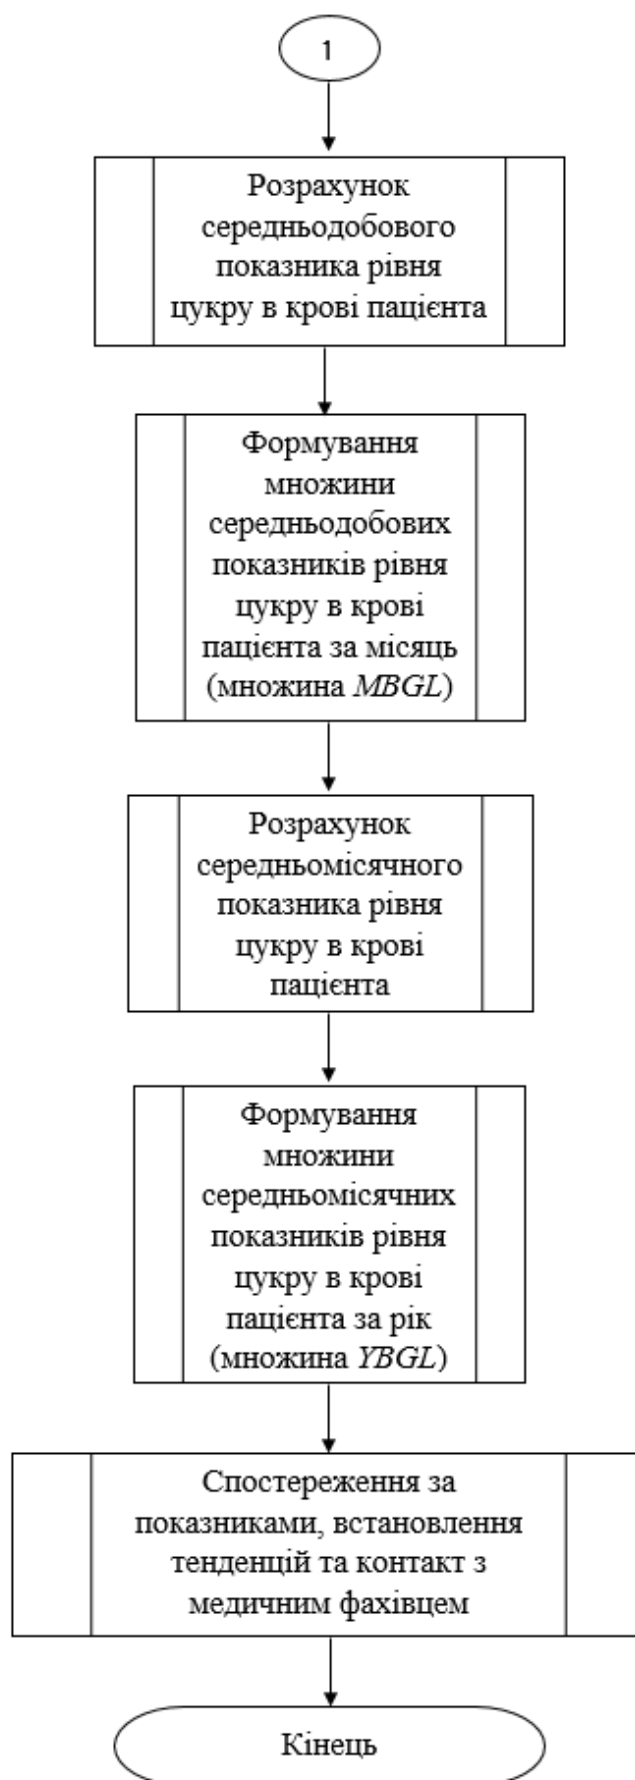 1
Розрахунок
середньодобового
показника рівня
цукру в крові пацієнта
Формування
множини
середньодобових
показників рівня
цукру в крові
пацієнта за місяць
(множина MBGL)
Розрахунок
середньомісячного
показника рівня
цукру в крові
пацієнта
Формування
множини
середньомісячних
показників рівня
цукру в крові
пацієнта за рік
(множина YBGL)
Спостереження за
показниками, встановлення
тенденцій та контакт з
медичним фахівцем
Кінець